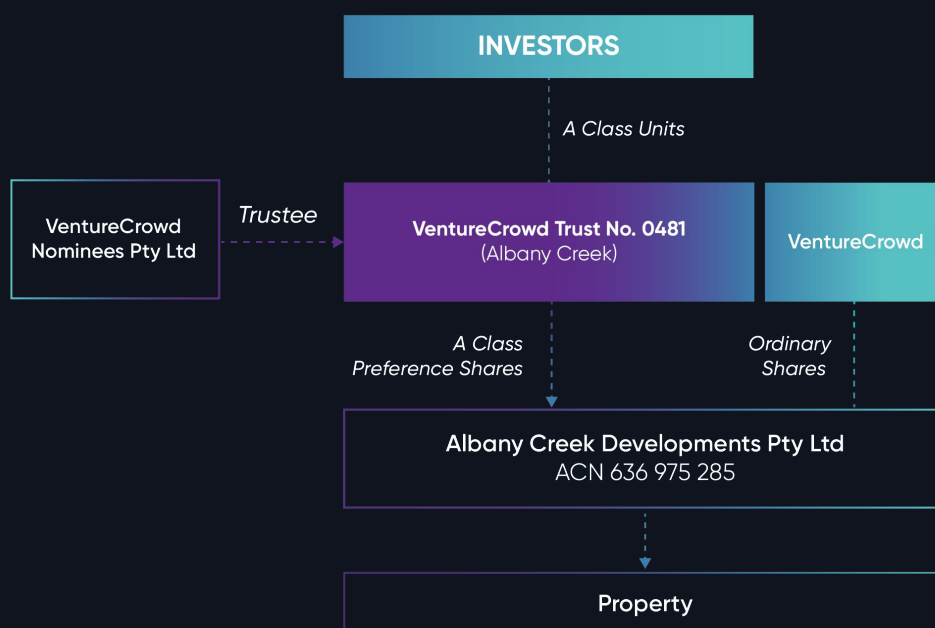 INVESTORS
A Class Units
VentureCrowd
Nominees Pty Ltd
Trustee
VentureCrowd Trust No. 0481
(Albany Creek)
VentureCrowd
A Class
Preference Shares
Ordinary
Shares
Albany Creek Developments Pty Ltd
ACN 636 975 285
Property